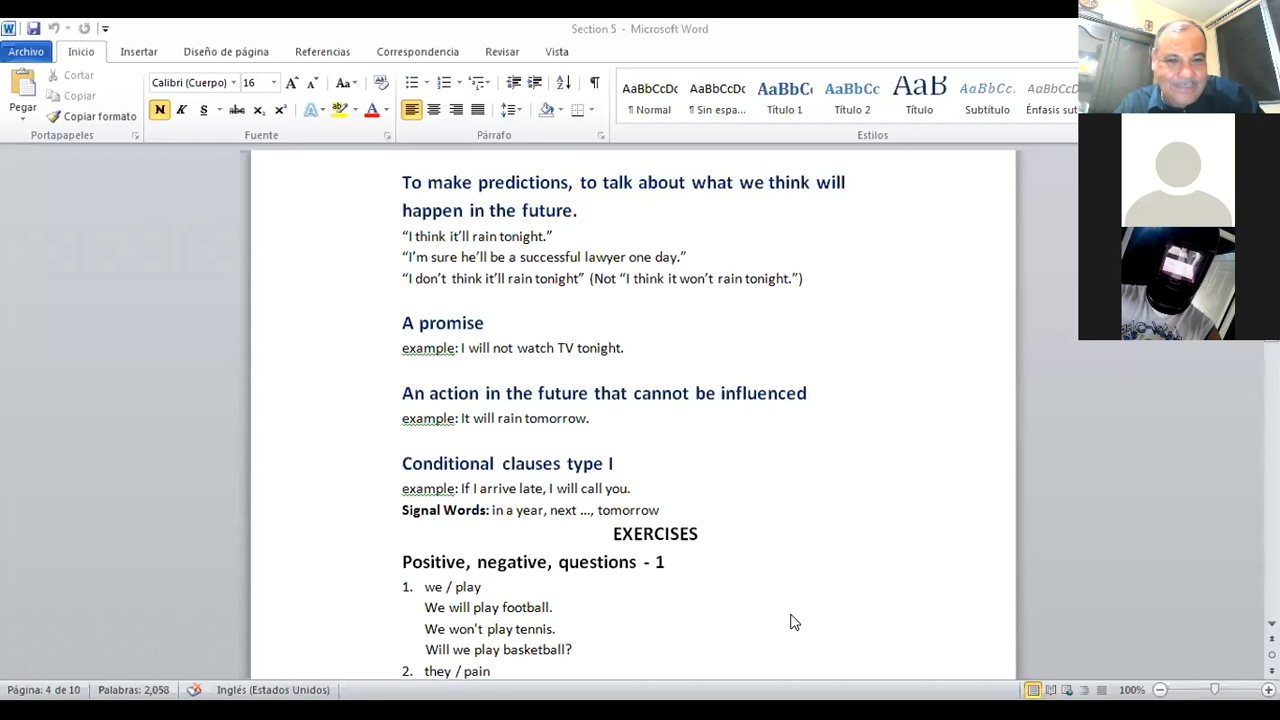 Section 5 - Microsoft Word
Archivo Inicio Insertar Diseño de página Referencias Correspondencia Revisar Vista
Pegar
Cortar
Copiar
Copiar formato
Portapapeles
Calibri (Cuerpo) 16
Fuente
Párrafo
AaBbCcDc AaBbCcDc AaBbC AaBbCc AaB AaBbCc. AaBbCcDc
¶ Normal ¶ Sin espa... Título 1 Título 2 Título Subtítulo Énfasis sut
Estilos
To make predictions, to talk about what we think will
happen in the future.
“I think it’ll rain tonight.”
“I’m sure he’ll be a successful lawyer one day.”
“I don’t think it’ll rain tonight” (Not “I think it won’t rain tonight.”)
A promise
example: I will not watch TV tonight.
An action in the future that cannot be influenced
example: It will rain tomorrow.
Conditional clauses type I
example: If I arrive late, I will call you.
Signal Words: in a year, next ..., tomorrow
EXERCISES
Positive, negative, questions - 1
1. we / play
We will play football.
We won't play tennis.
Will we play basketball?
2. they / pain
Página: 4 de 10 Palabras: 2,058 Inglés (Estados Unidos) 100%